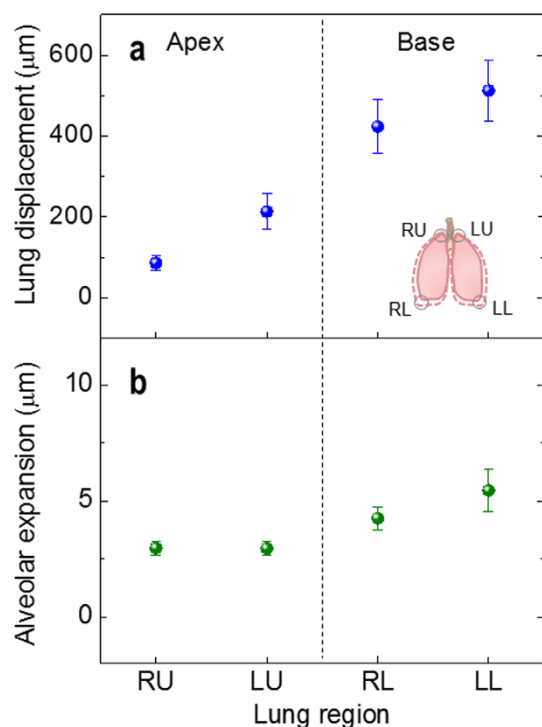 a
Apex
Base
Lung displacement (μm)
600
400
200
0
RU
LU
RL
LL
b
Alveolar expansion (μm)
10
5
0
RU
LU
RL
LL
Lung region